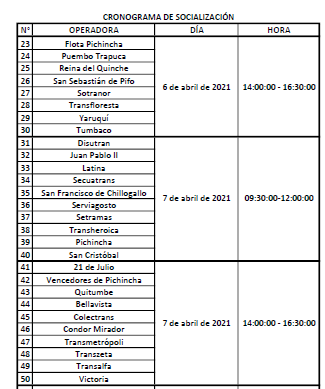 CRONOGRAMA DE SOCIALIZACIÓN
N° OPERADORA DÍA HORA
23 Flota Pichincha
24 Puembo Trapuca
25 Reina del Quinche
26 San Sebastián de Pifo
27 Sotranor
28 Transfloresta
29 Yaruquí
30 Tumbaco
6 de abril de 2021 14:00:00 - 16:30:00
31 Disutran
32 Juan Pablo II
33 Latina
34 Secuatrans
35 San Francisco de Chillogallo
36 Serviagosto
37 Setramas
38 Transheroica
39 Pichincha
40 San Cristóbal
7 de abril de 2021 09:30:00-12:00:00
41 21 de Julio
42 Vencedores de Pichincha
43 Quitumbe
44 Bellavista
45 Colectrans
46 Condor Mirador
47 Transmetrópoli
48 Transzeta
49 Transalfa
50 Victoria
7 de abril de 2021 14:00:00 - 16:30:00